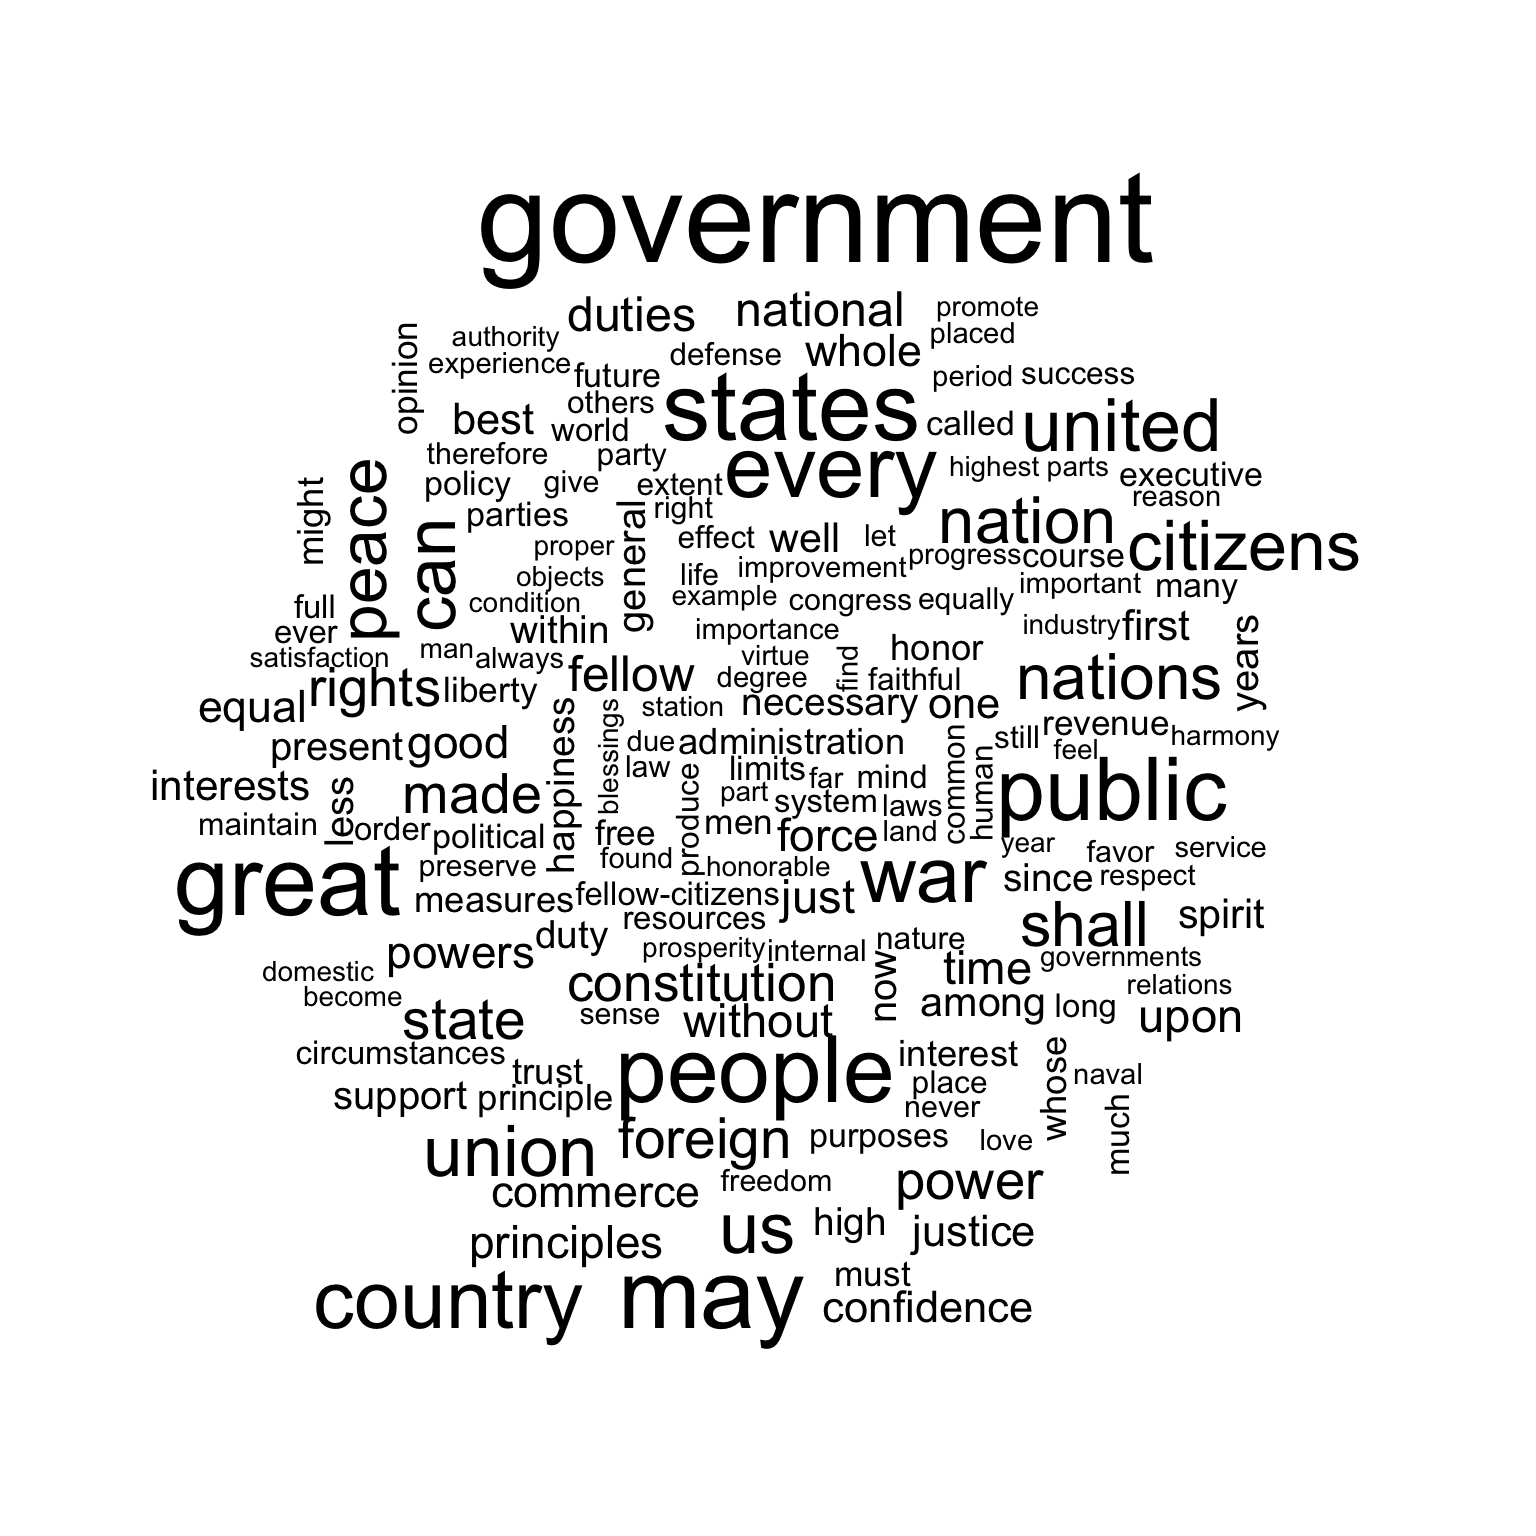 government
duties national promote
authority placed
opinion experience defense whole
future period success
others states
best world called united
therefore party every highest parts executive
policy give extent reason
might peace can parties general right nation
effect well let citizens
proper progress course
objects life improvement important many
full condition example congress equally
ever within importance industry first years
satisfaction man always virtue find honor
fellow degree faithful nations
equal rights liberty station necessary one
revenue
present good happiness blessings due administration common still feel harmony
law limits far mind human public
interests less made produce part system laws
maintain order political free men force land
year favor service
great preserve found honorable war since respect
measures fellow-citizens just
resources shall spirit
powers duty prosperity internal nature
domestic constitution now time governments
become relations
state sense without among long upon
circumstances trust people interest whose naval
support principle place
never much
union foreign purposes love
commerce freedom power
principles us high justice
country may must
confidence